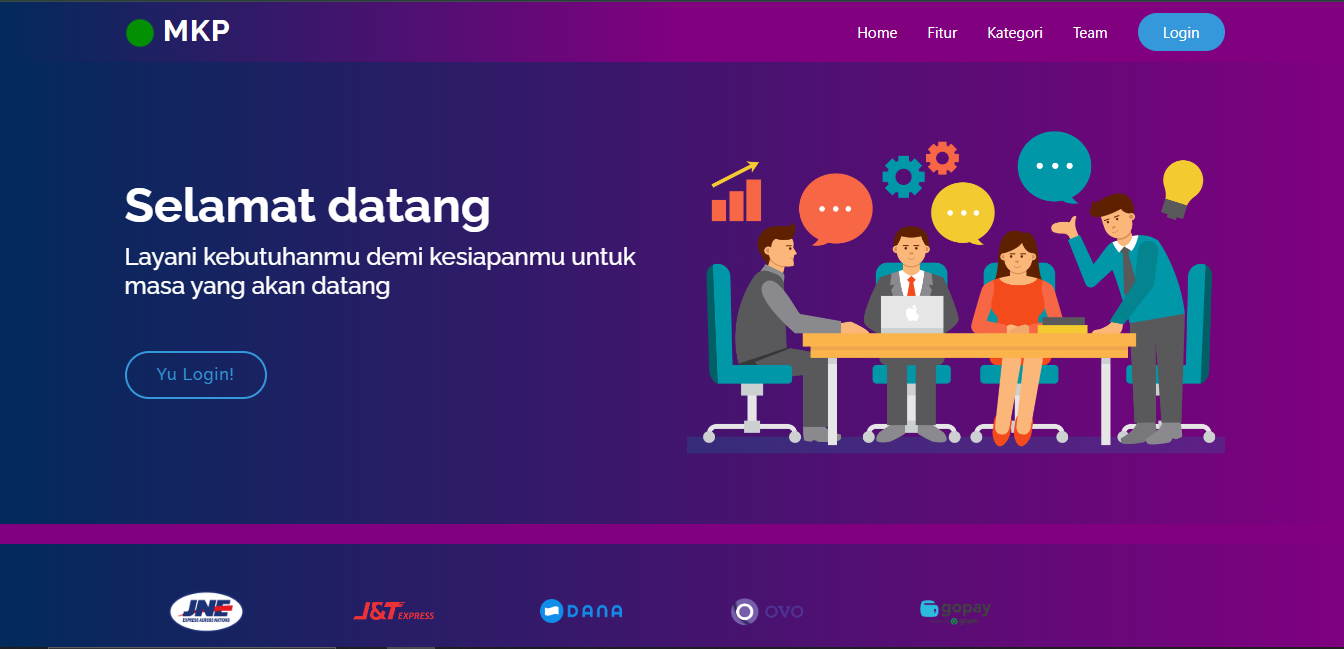 MKP
Home Fitur Kategori Team Login
Selamat datang
Layani kebutuhanmu demi kesiapanmu untuk
masa yang akan datang
Yu Login!
JNE
EXPRESS ACROSS NATIONS
J&T EXPRESS
DANA
OVO
gopay